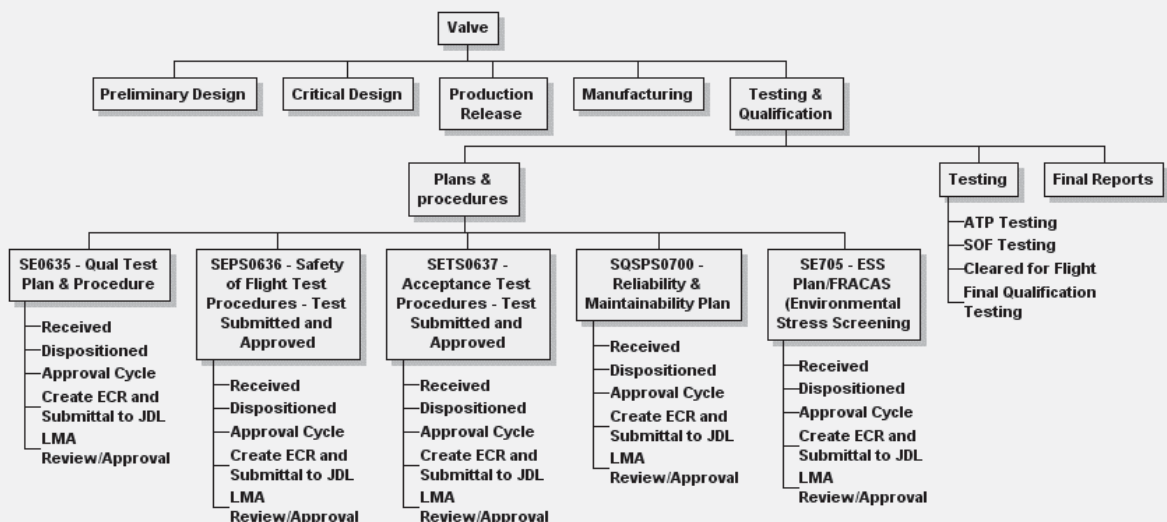 Valve
Preliminary Design
Critical Design
Production
Release
Manufacturing
Testing &
Qualification
Plans &
procedures
Testing
Final Reports
ATP Testing
SOF Testing
Cleared for Flight
Final Qualification
Testing
SE0635 - Qual Test
Plan & Procedure
Received
Dispositioned
Approval Cycle
Create ECR and
Submittal to JDL
LMA
Review/Approval
SEPS0636 - Safety
of Flight Test
Procedures - Test
Submitted and
Approved
Received
Dispositioned
Approval Cycle
Create ECR and
Submittal to JDL
LMA
Review/Approval
SETS0637 -
Acceptance Test
Procedures - Test
Submitted and
Approved
Received
Dispositioned
Approval Cycle
Create ECR and
Submittal to JDL
LMA
Review/Approval
SQSPS0700 -
Reliability &
Maintainability Plan
Received
Dispositioned
Approval Cycle
Create ECR and
Submittal to JDL
LMA
Review/Approval
SE705 - ESS
Plan/FRACAS
(Environmental
Stress Screening
Received
Dispositioned
Approval Cycle
Create ECR and
Submittal to JDL
LMA
Review/Approval